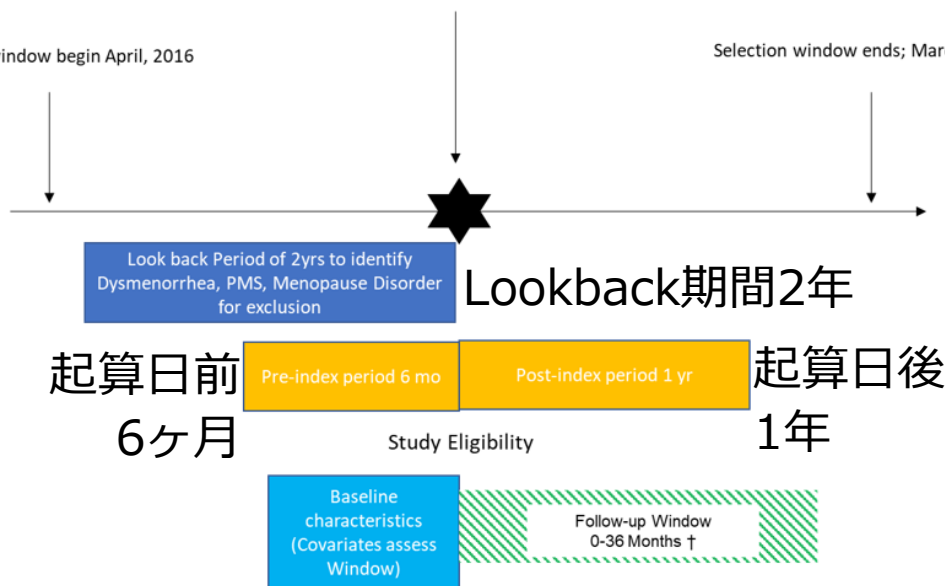 indow begin April, 2016
Selection window ends; Mar
Look back Period of 2yrs to identify
Dysmenorrhea, PMS, Menopause Disorder
for exclusion
Lookback期間2年
起算日前
6ヶ月
Pre-index period 6 mo
Post-index period 1 yr
起算日後
1年
Study Eligibility
Baseline
characteristics
(Covariates assess
Window)
Follow-up Window
0-36 Months †